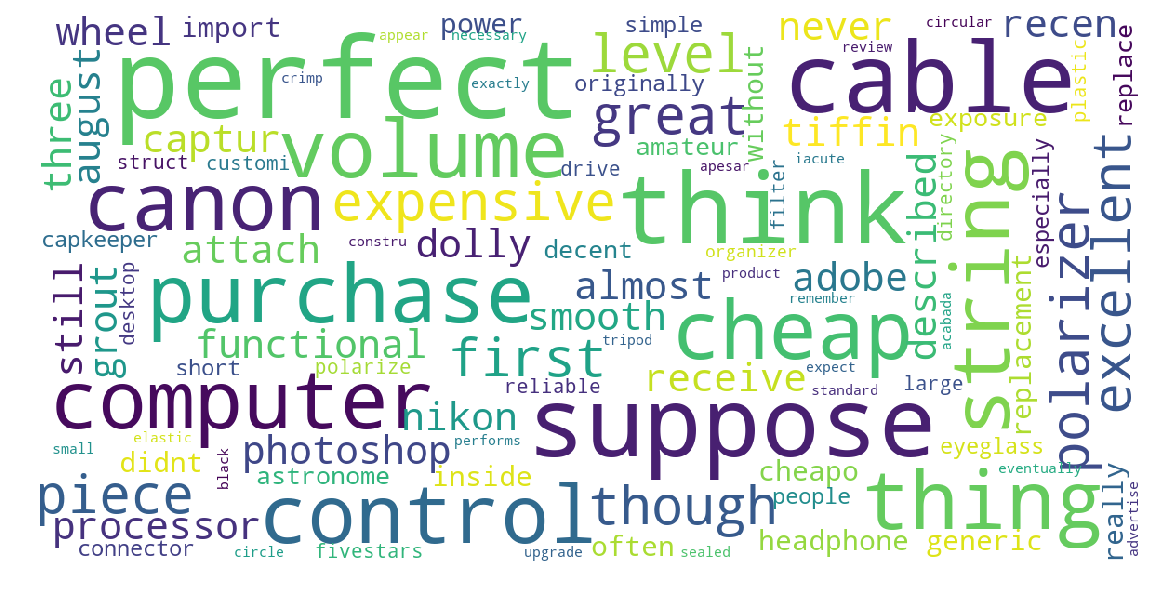 wheel
import
power
appear
necessary
simple
never
circular
recen
perfect
crimp
exactly
level
originally
review
cable
plastic
replace
three
august
captur
volume
great
without
tiffin
exposure
struct
customi
drive
amateur
apesar
iacute
filter
canon
expensive
think
described
directory
string
especially
excellent
capkeeper
attach
constru
dolly
decent
organizer
product
adobe
still
grout
desktop
purchase
almost
remember
acabada
replacement
polarizer
functional
smooth
tripod
cheap
first
short
polarize
reliable
receive
expect
standard
large
computer
nikon
suppose
small
elastic
didnt
black
photoshop
performs
eyeglass
astronome
inside
cheapo
eventually
piece
control
though
people
thing
really
advertise
processor
connector
circle
fivestars
upgrade
often
sealed
headphone
generic